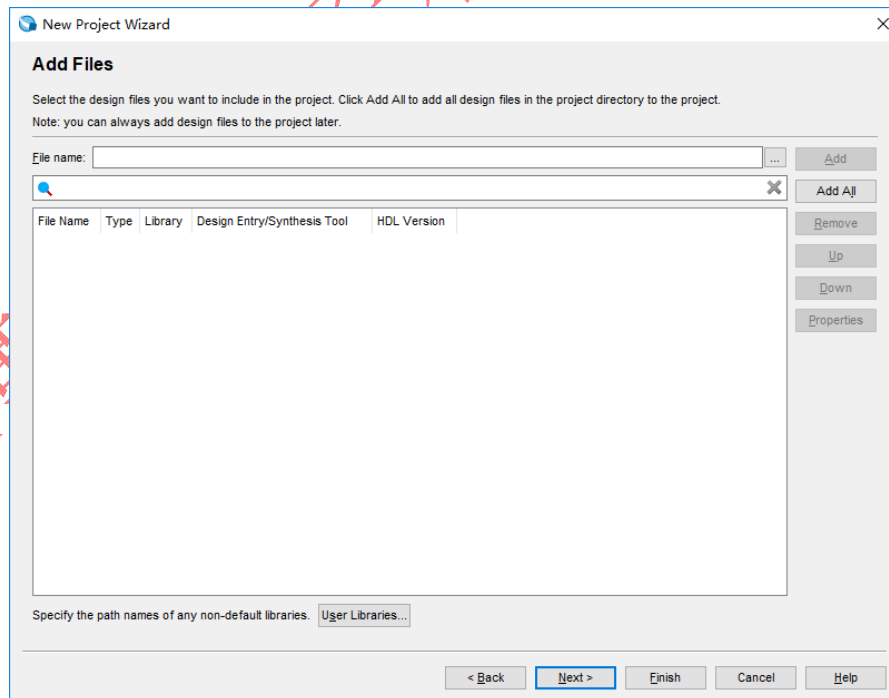 New Project Wizard
Add Files
Select the design files you want to include in the project. Click Add All to add all design files in the project directory to the project.
Note: you can always add design files to the project later.
File name: ... Add
Add All
File Name Type Library Design Entry/Synthesis Tool HDL Version
Remove
Up
Down
Properties
Specify the path names of any non-default libraries. User Libraries...
< Back Next > Finish Cancel Help